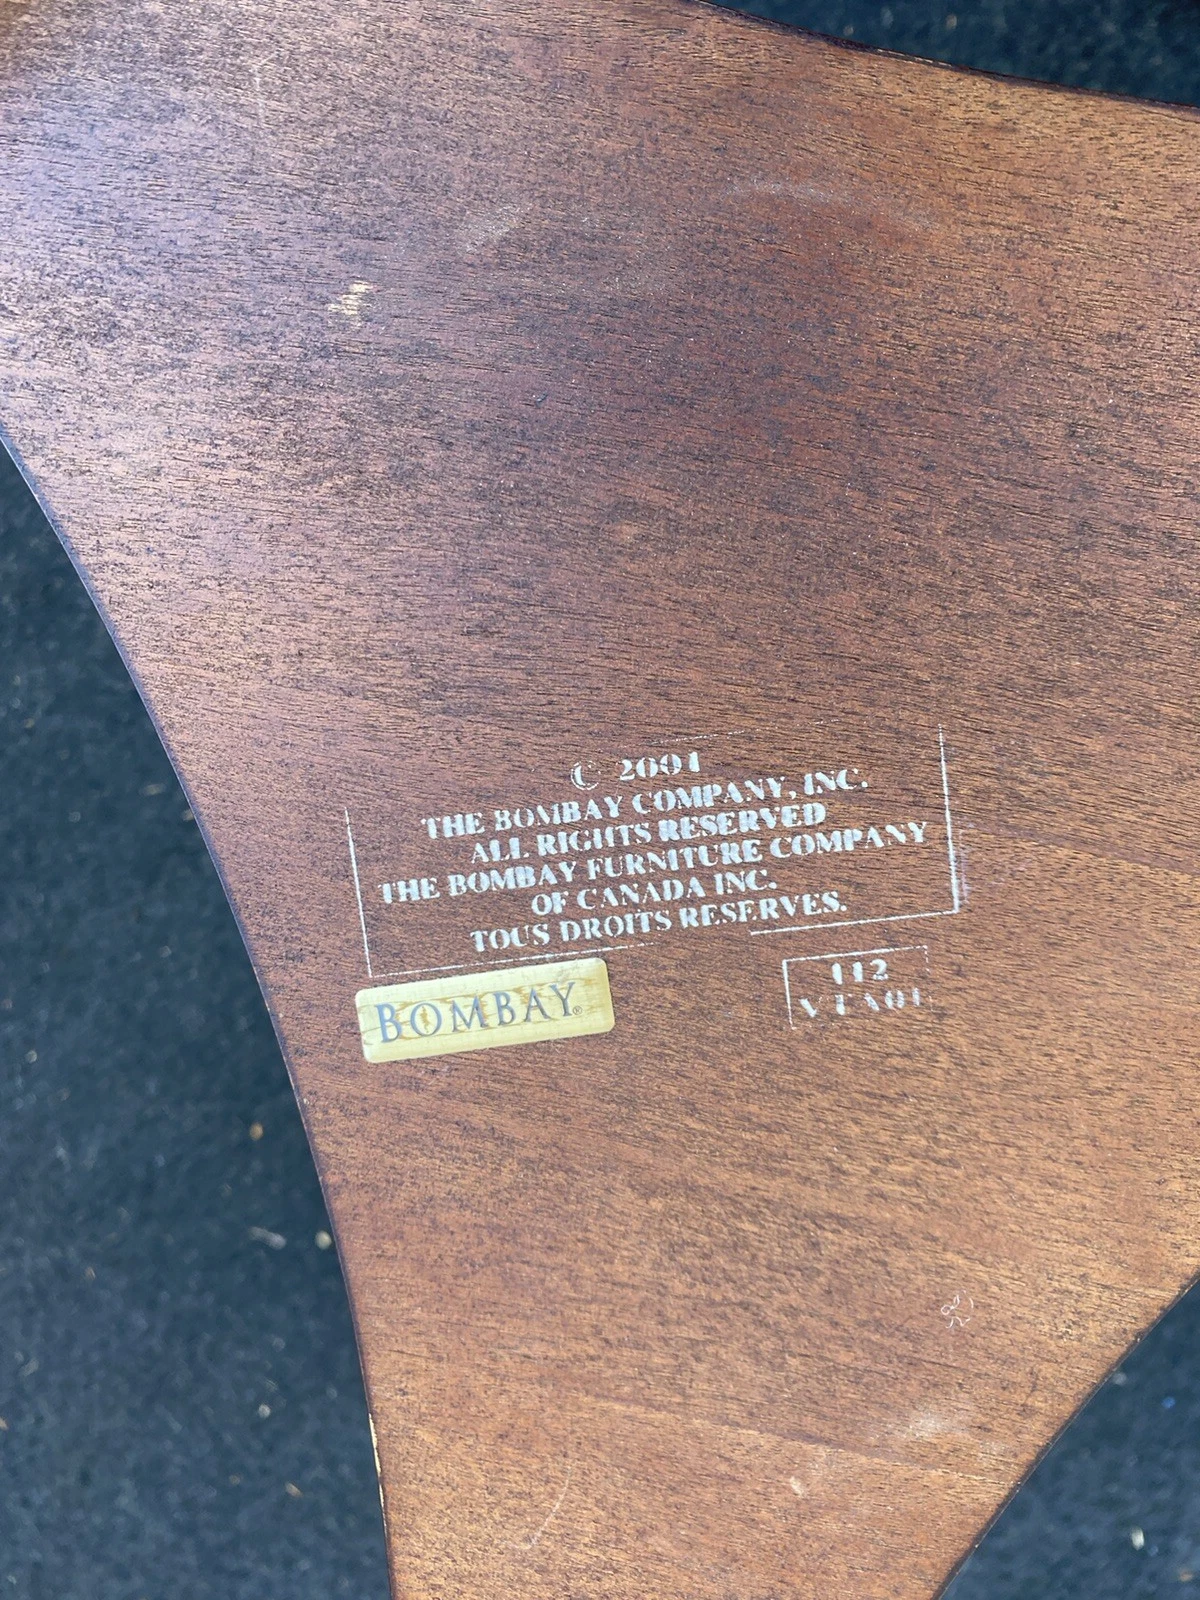 © 2001
THE BOMBAY COMPANY, INC.
ALL RIGHTS RESERVED
THE BOMBAY FURNITURE COMPANY
OF CANADA INC.
TOUS DROITS RESERVES.
BOMBAY®
112